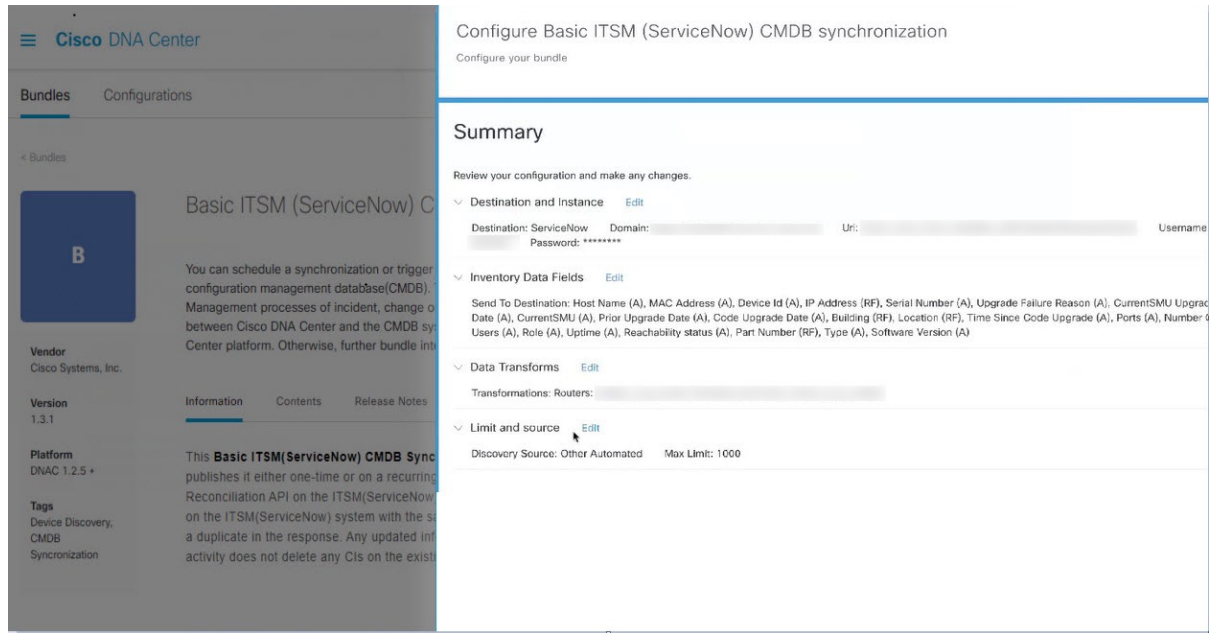 Cisco DNA Center
Bundles Configurations
< Bundles
B
Basic ITSM (ServiceNow) C
You can schedule a synchronization or trigger
configuration management database(CMDB).
Management processes of incident, change o
between Cisco DNA Center and the CMDB sy
Center platform. Otherwise, further bundle int
Vendor
Cisco Systems, Inc.
Version
1.3.1
Platform
DNAC 1.2.5 +
Tags
Device Discovery,
CMDB
Syncronization
Information Contents Release Notes
This Basic ITSM(ServiceNow) CMDB Sync
publishes it either one-time or on a recurring
Reconciliation API on the ITSM(ServiceNow
on the ITSM(ServiceNow) system with the sa
a duplicate in the response. Any updated inf
activity does not delete any CIs on the existi
Configure Basic ITSM (ServiceNow) CMDB synchronization
Configure your bundle
Summary
Review your configuration and make any changes.
Destination and Instance Edit
Destination: ServiceNow Domain: Uri: Username
Password: ********
Inventory Data Fields Edit
Send To Destination: Host Name (A), MAC Address (A), Device Id (A), IP Address (RF), Serial Number (A), Upgrade Failure Reason (A), CurrentSMU Upgrad
Date (A), CurrentSMU (A), Prior Upgrade Date (A), Code Upgrade Date (A), Building (RF), Location (RF), Time Since Code Upgrade (A), Ports (A), Number
Users (A), Role (A), Uptime (A), Reachability status (A), Part Number (RF), Type (A), Software Version (A)
Data Transforms Edit
Transformations: Routers:
Limit and source Edit
Discovery Source: Other Automated Max Limit: 1000